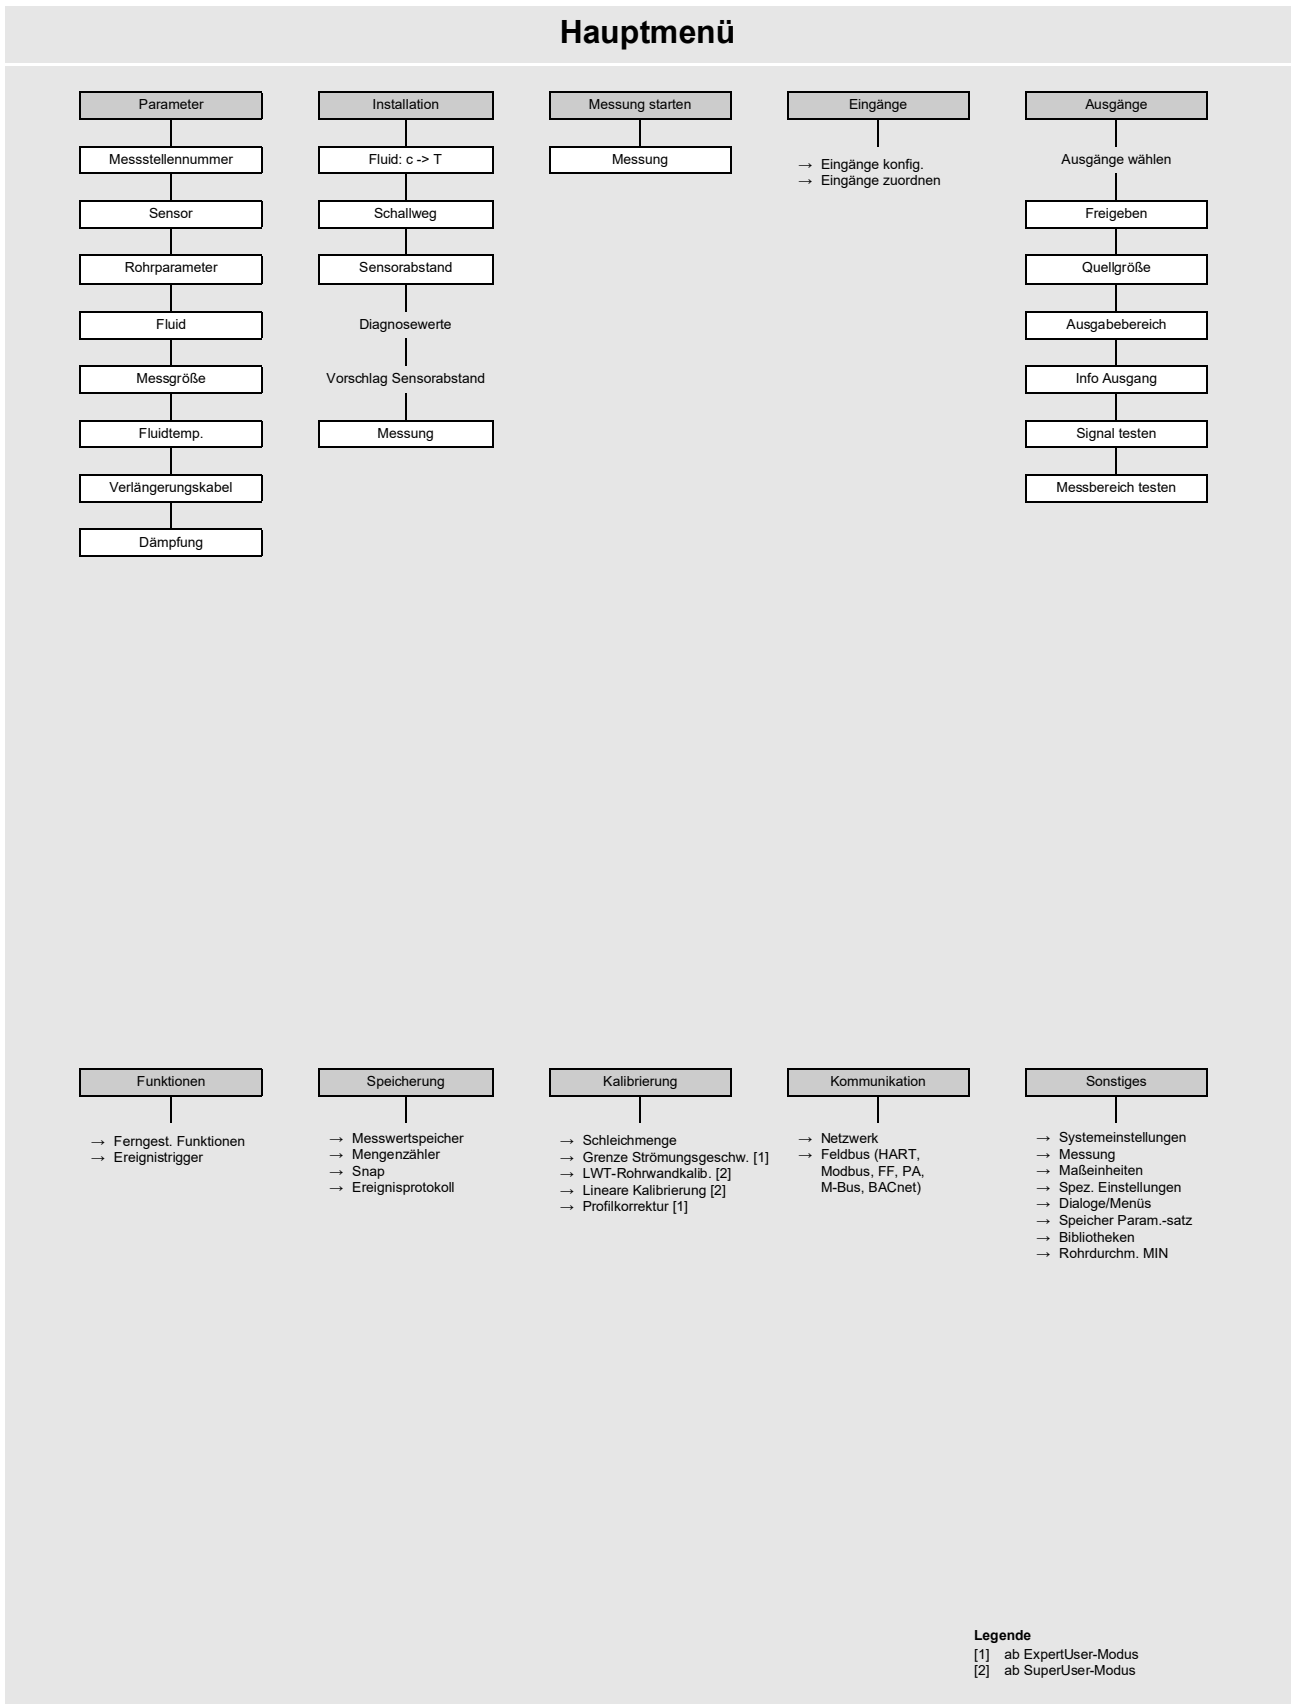 Hauptmenü
Parameter
Messstellennummer
Sensor
Rohrparameter
Fluid
Messgröße
Fluidtemp.
Verlängerungskabel
Dämpfung
Installation
Fluid: c -> T
Schallweg
Sensorabstand
Diagnosewerte
Vorschlag Sensorabstand
Messung
Messung starten
Messung
Eingänge
→ Eingänge konfig.
→ Eingänge zuordnen
Ausgänge
Ausgänge wählen
Freigeben
Quellgröße
Ausgabebereich
Info Ausgang
Signal testen
Messbereich testen
Funktionen
→ Ferngest. Funktionen
→ Ereignistrigger
Speicherung
→ Messwertspeicher
→ Mengenzähler
→ Snap
→ Ereignisprotokoll
Kalibrierung
→ Schleichmenge
→ Grenze Strömungsgeschw. [1]
→ LWT-Rohrwandkalib. [2]
→ Lineare Kalibrierung [2]
→ Profilkorrektur [1]
Kommunikation
→ Netzwerk
→ Feldbus (HART,
Modbus, FF, PA,
M-Bus, BACnet)
Sonstiges
→ Systemeinstellungen
→ Messung
→ Maßeinheiten
→ Spez. Einstellungen
→ Dialoge/Menüs
→ Speicher Param.-satz
→ Bibliotheken
→ Rohrdurchm. MIN
Legende
[1] ab ExpertUser-Modus
[2] ab SuperUser-Modus